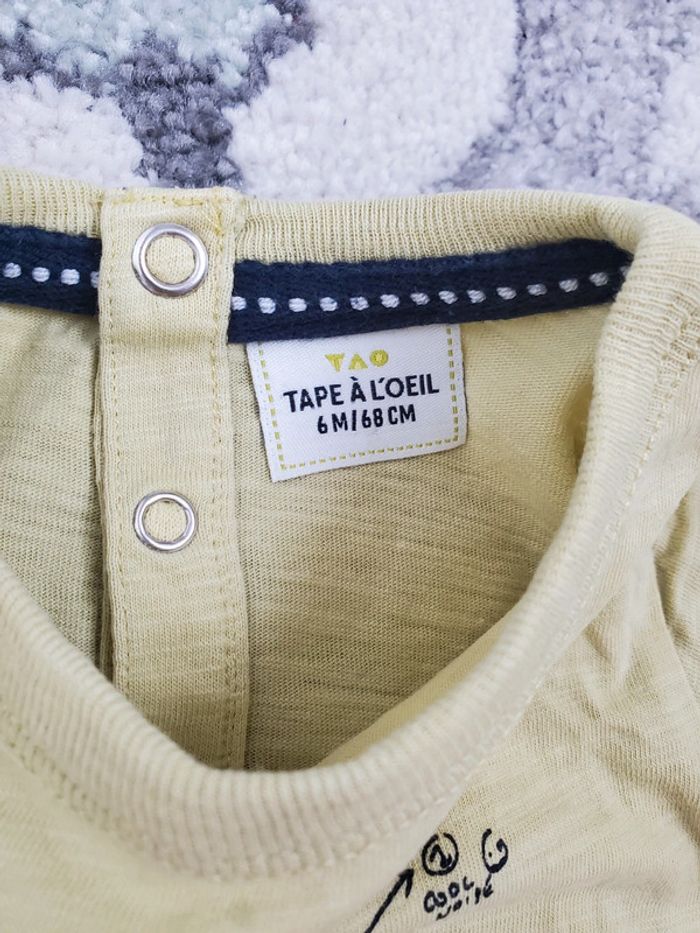 TAO
TAPE À L'OEIL
6 M/68 CM
COOL
NOISE